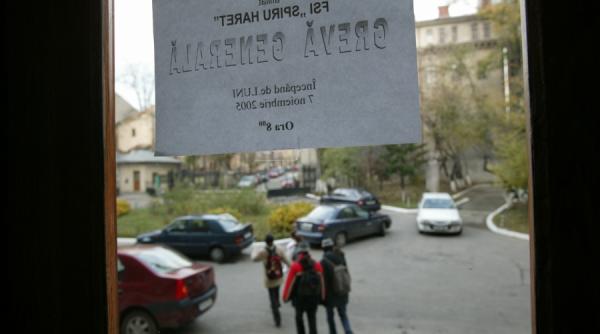 FSI „SPIRU HARET”
GREVĂ GENERALĂ
Începând de LUNI
7 noiembrie 2005
Ora 8⁰⁰